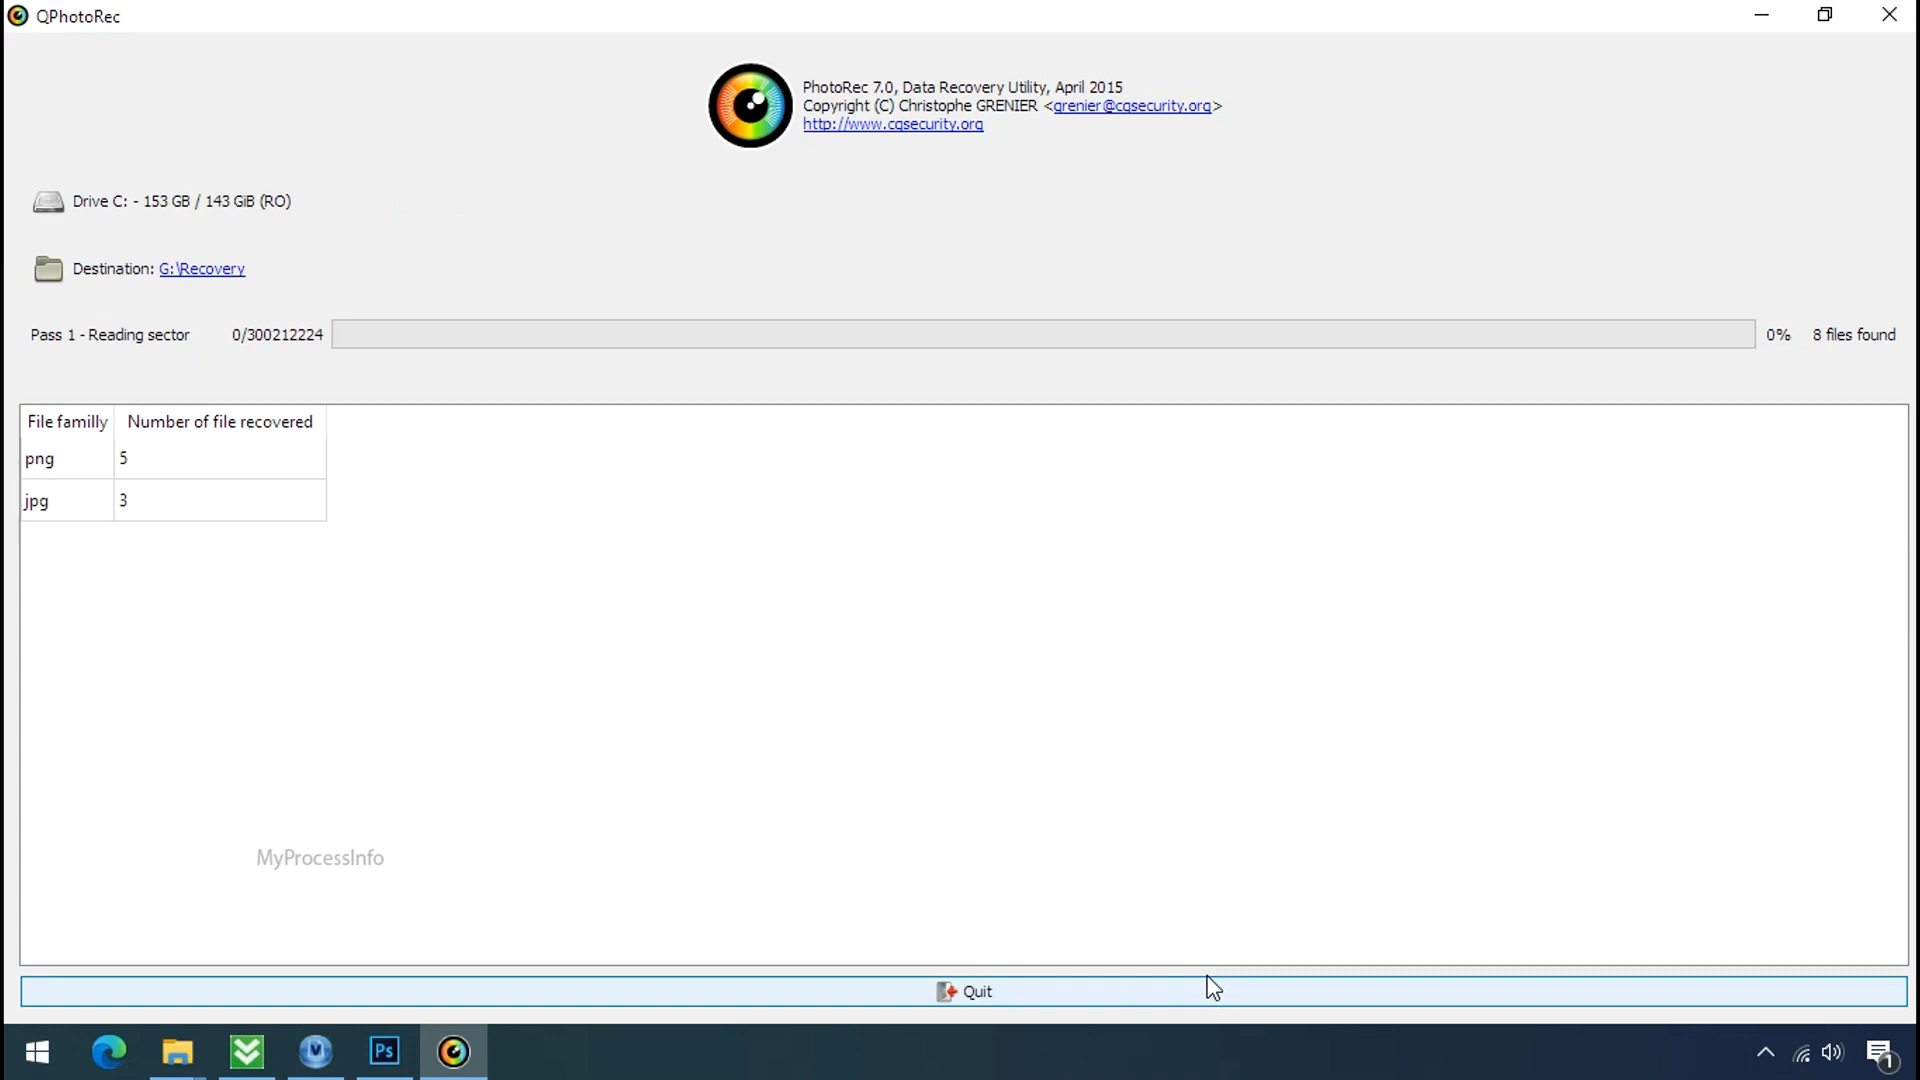 QPhotoRec
PhotoRec 7.0, Data Recovery Utility, April 2015
Copyright (C) Christophe GRENIER <grenier@cgsecurity.org>
http://www.cgsecurity.org
Drive C: - 153 GB / 143 GiB (RO)
Destination: G:\Recovery
Pass 1 - Reading sector 0/300212224 0% 8 files found
File familly Number of file recovered
png 5
jpg 3
MyProcessInfo
Quit
Ps
1